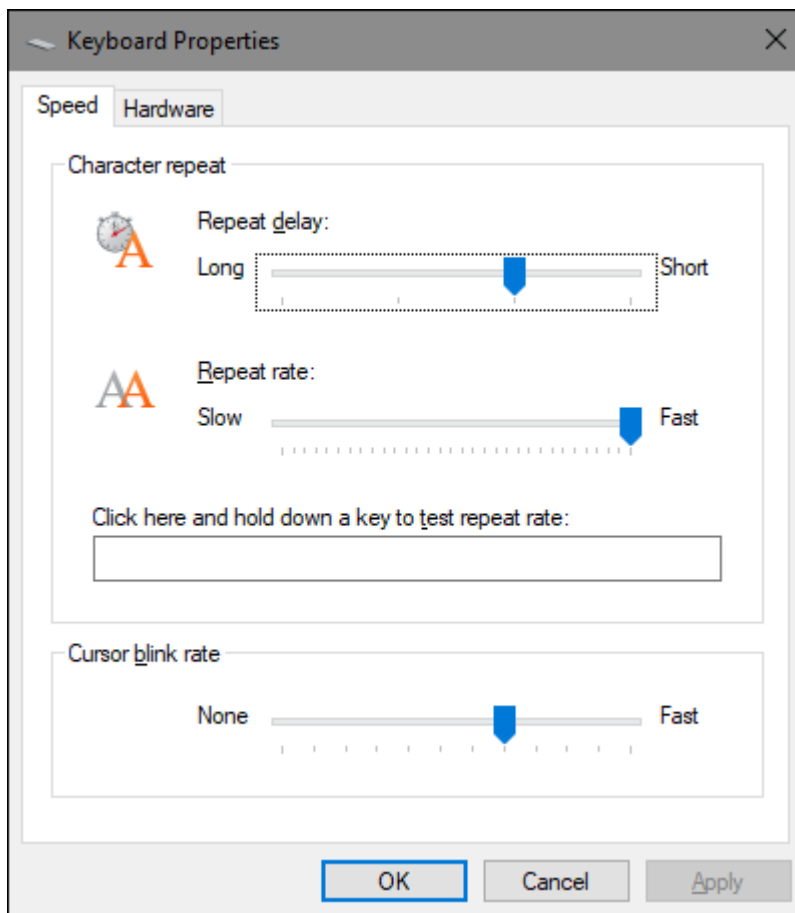 Keyboard Properties
Speed Hardware
Character repeat
Repeat delay:
Long Short
Repeat rate:
Slow Fast
Click here and hold down a key to test repeat rate:
Cursor blink rate
None Fast
OK Cancel Apply